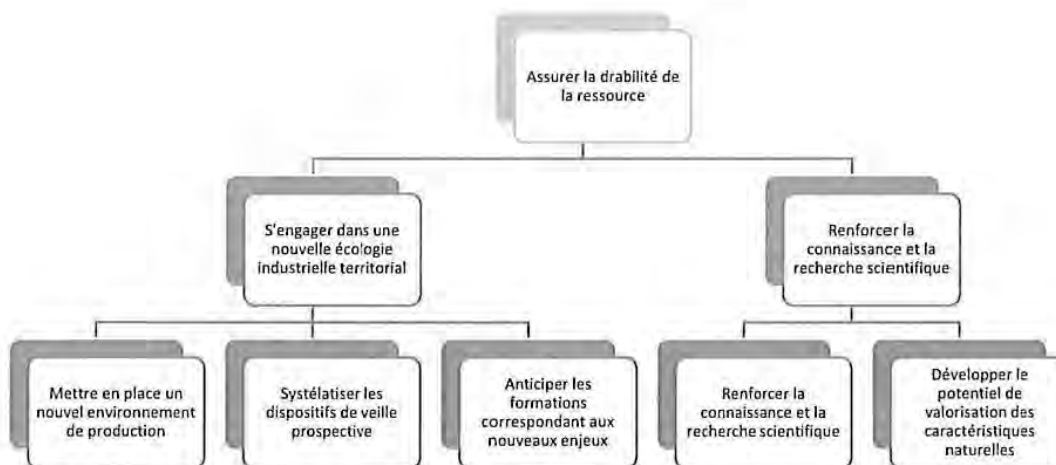 Assurer la drabilité de
la ressource
S'engager dans une
nouvelle écologie
industrielle territorial
Renforcer la
connaissance et la
recherche scientifique
Mettre en place un
nouvel environnement
de production
Systélatiser les
dispositifs de veille
prospective
Anticiper les
formations
correspondant aux
nouveaux enjeux
Renforcer la
connaissance et la
recherche scientifique
Développer le
potentiel de
valorisation des
caractéristiques
naturelles